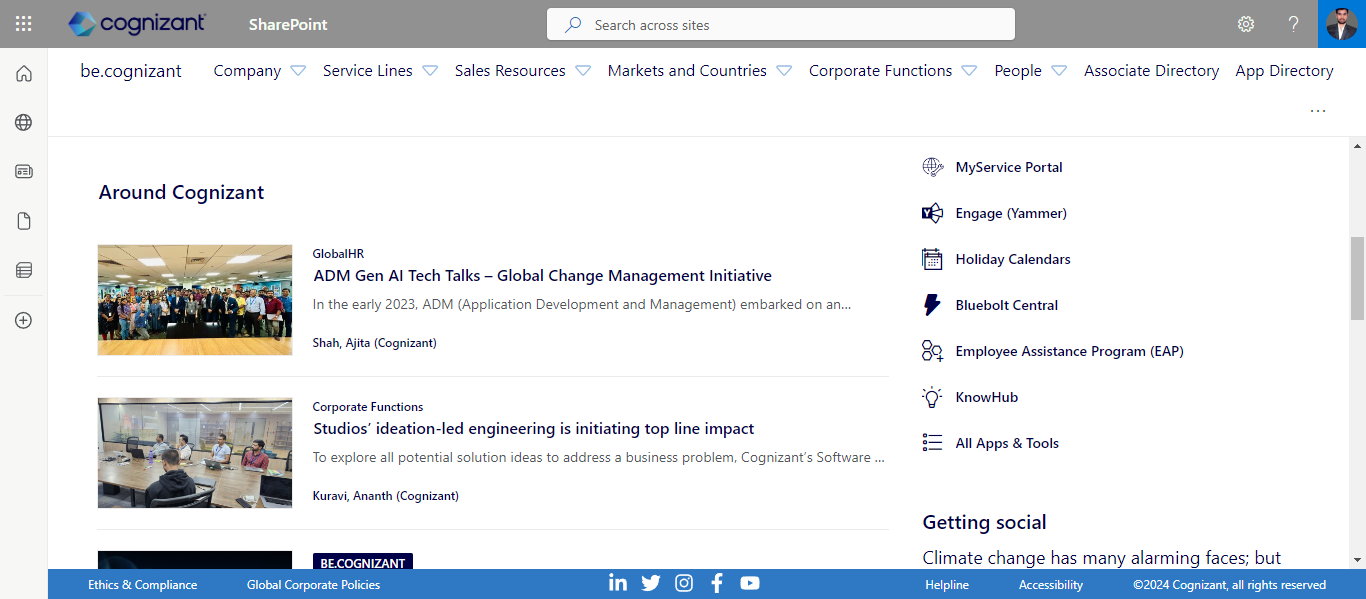 cognizant SharePoint Search across sites ?
be.cognizant Company Service Lines Sales Resources Markets and Countries Corporate Functions People Associate Directory App Directory
...
Around Cognizant
GlobalHR
ADM Gen AI Tech Talks – Global Change Management Initiative
In the early 2023, ADM (Application Development and Management) embarked on an...
Shah, Ajita (Cognizant)
Corporate Functions
Studios’ ideation-led engineering is initiating top line impact
To explore all potential solution ideas to address a business problem, Cognizant’s Software ...
Kuravi, Ananth (Cognizant)
BE.COGNIZANT
MyService Portal
Engage (Yammer)
Holiday Calendars
Bluebolt Central
Employee Assistance Program (EAP)
KnowHub
All Apps & Tools
Getting social
Climate change has many alarming faces; but
Ethics & Compliance Global Corporate Policies Helpline Accessibility ©2024 Cognizant, all rights reserved